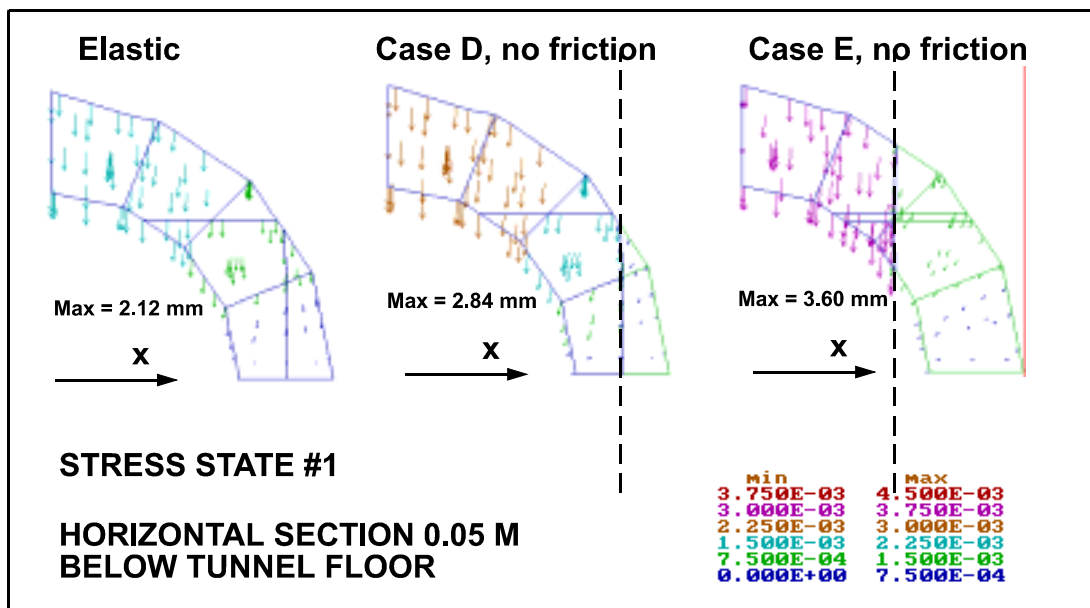 Elastic
Case D, no friction
Case E, no friction
Max = 2.12 mm
Max = 2.84 mm
Max = 3.60 mm
x
x
x
STRESS STATE #1
HORIZONTAL SECTION 0.05 M
BELOW TUNNEL FLOOR
min max
3.750E-03 4.500E-03
3.000E-03 3.750E-03
2.250E-03 3.000E-03
1.500E-03 2.250E-03
7.500E-04 1.500E-03
0.000E+00 7.500E-04